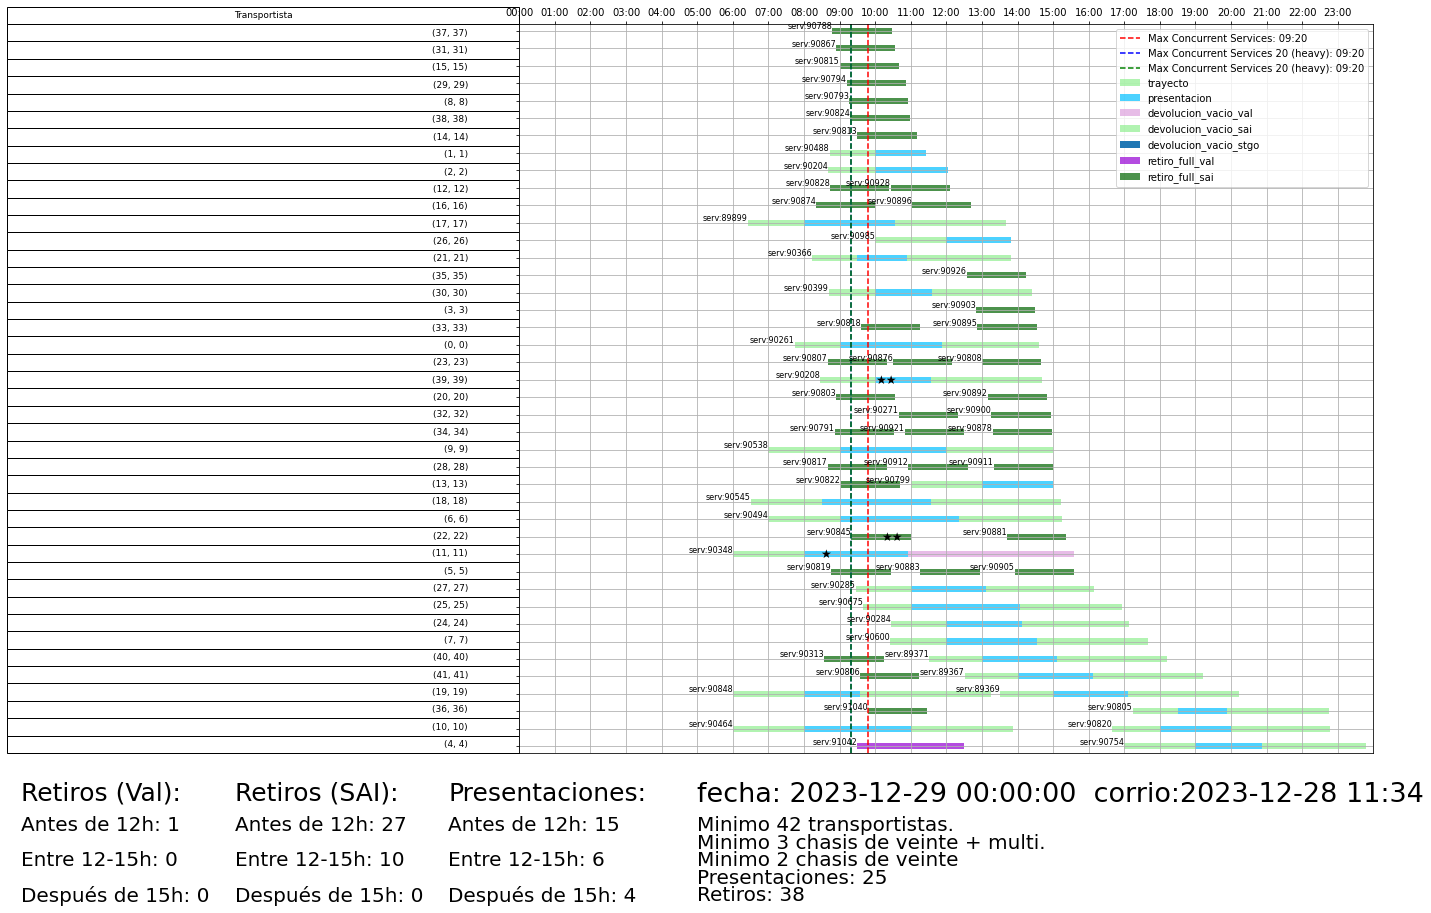 Transportista
00:00 01:00 02:00 03:00 04:00 05:00 06:00 07:00 08:00 09:00 10:00 11:00 12:00 13:00 14:00 15:00 16:00 17:00 18:00 19:00 20:00 21:00 22:00 23:00
Max Concurrent Services: 09:20
Max Concurrent Services 20 (heavy): 09:20
Max Concurrent Services 20 (heavy): 09:20
trayecto
presentacion
devolucion_vacio_val
devolucion_vacio_sai
devolucion_vacio_stgo
retiro_full_val
retiro_full_sai
(37, 37) serv:90788
(31, 31) serv:90867
(15, 15) serv:90815
(29, 29) serv:90794
(8, 8) serv:90793
(38, 38) serv:90824
(14, 14) serv:90813
(1, 1) serv:90488
(2, 2) serv:90204
(12, 12) serv:90828 serv:90928
(16, 16) serv:90874 serv:90896
(17, 17) serv:89899
(26, 26) serv:90985
(21, 21) serv:90366
(35, 35) serv:90926
(30, 30) serv:90399
(3, 3) serv:90903
(33, 33) serv:90818 serv:90895
(0, 0) serv:90261
(23, 23) serv:90807 serv:90876 serv:90808
(39, 39) serv:90208
(20, 20) serv:90803 serv:90892
(32, 32) serv:90271 serv:90900
(34, 34) serv:90791 serv:90921 serv:90878
(9, 9) serv:90538
(28, 28) serv:90817 serv:90912 serv:90911
(13, 13) serv:90822 serv:90799
(18, 18) serv:90545
(6, 6) serv:90494
(22, 22) serv:90845 serv:90881
(11, 11) serv:90348
(5, 5) serv:90819 serv:90883 serv:90905
(27, 27) serv:90285
(25, 25) serv:90675
(24, 24) serv:90284
(7, 7) serv:90600
(40, 40) serv:90313 serv:89371
(41, 41) serv:90806 serv:89367
(19, 19) serv:90848 serv:89369
(36, 36) serv:91040 serv:90805
(10, 10) serv:90464 serv:90820
(4, 4) serv:91042 serv:90754
Retiros (Val):
Antes de 12h: 1
Entre 12-15h: 0
Después de 15h: 0
Retiros (SAI):
Antes de 12h: 27
Entre 12-15h: 10
Después de 15h: 0
Presentaciones:
Antes de 12h: 15
Entre 12-15h: 6
Después de 15h: 4
fecha: 2023-12-29 00:00:00 corrio:2023-12-28 11:34
Minimo 42 transportistas.
Minimo 3 chasis de veinte + multi.
Minimo 2 chasis de veinte
Presentaciones: 25
Retiros: 38